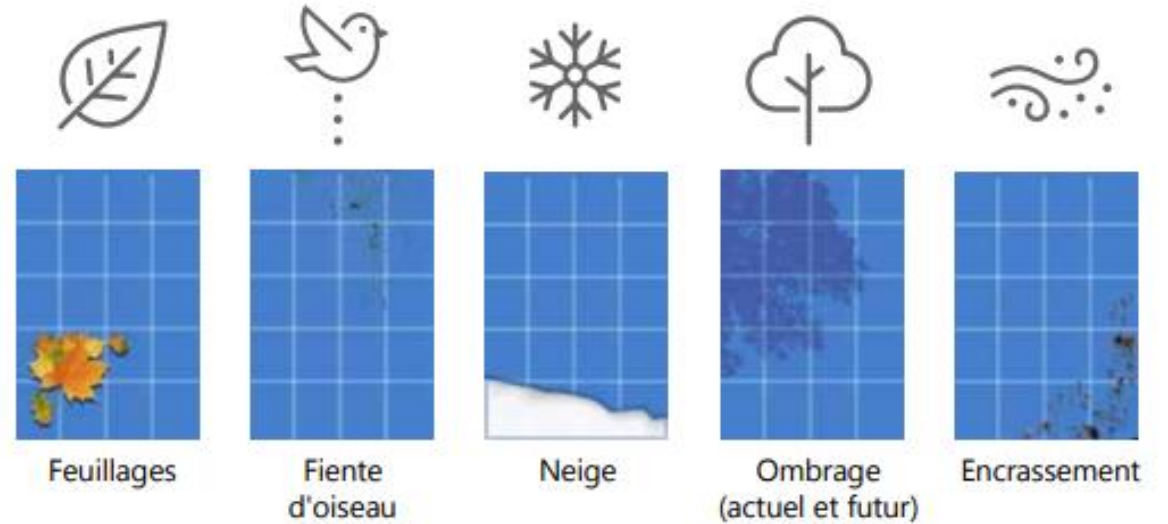 Feuillages
Fiente
d'oiseau
Neige
Ombrage
(actuel et futur)
Encrassement